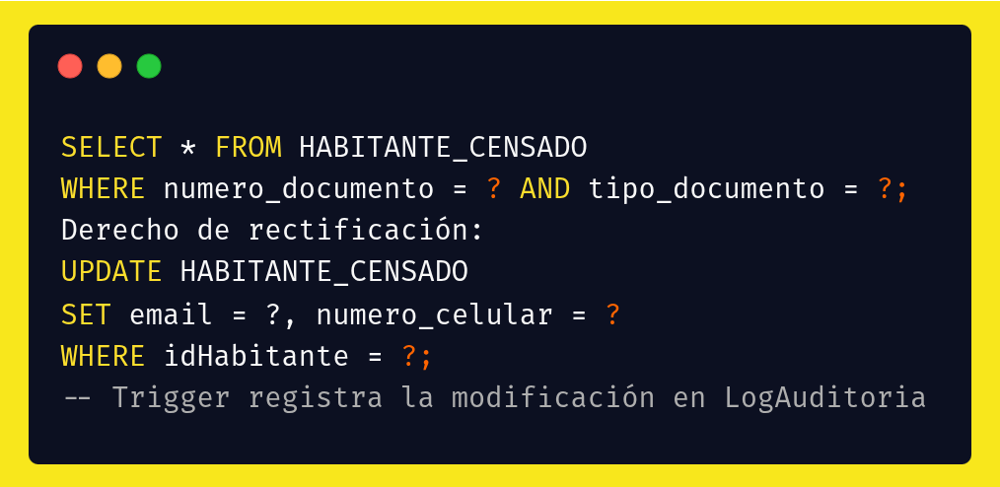 SELECT * FROM HABITANTE_CENSADO
WHERE numero_documento = ? AND tipo_documento = ?;
Derecho de rectificación:
UPDATE HABITANTE_CENSADO
SET email = ?, numero_celular = ?
WHERE idHabitante = ?;
-- Trigger registra la modificación en LogAuditoria